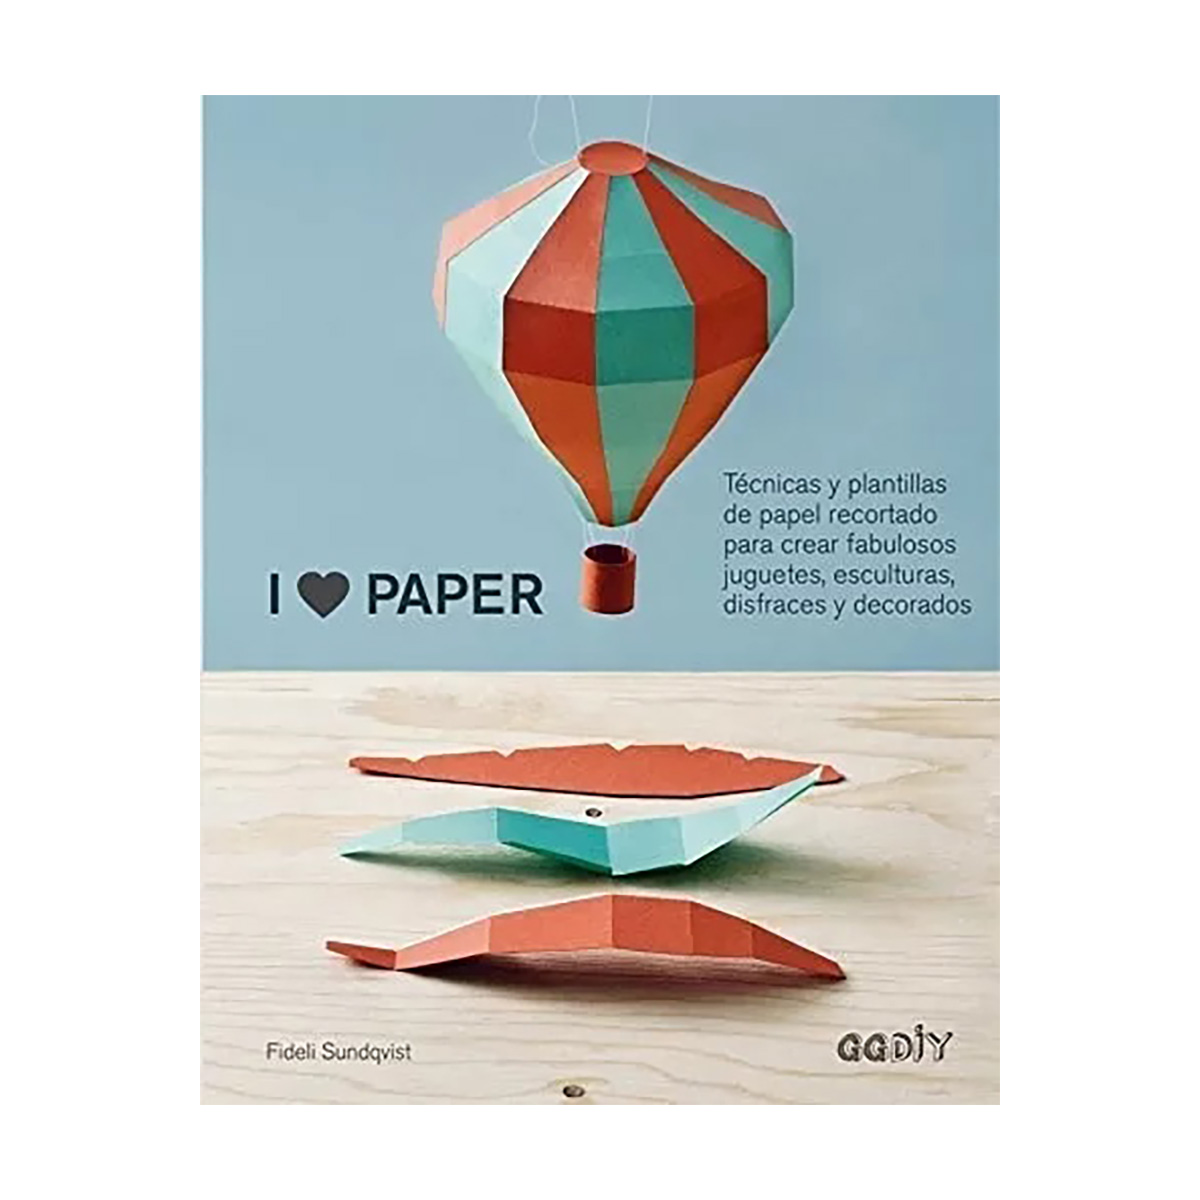 I ♥ PAPER
Técnicas y plantillas
de papel recortado
para crear fabulosos
juguetes, esculturas,
disfraces y decorados
Fideli Sundqvist
GGDIY